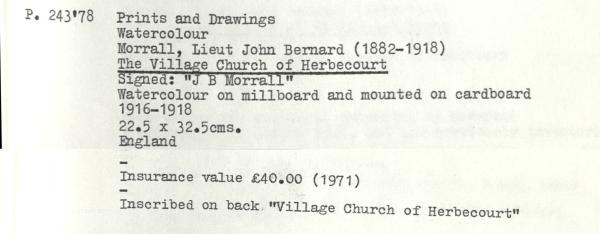 P. 243'78 Prints and Drawings
Watercolour
Morrall, Lieut John Bernard (1882-1918)
The Village Church of Herbecourt
Signed: "J B Morrall"
Watercolour on millboard and mounted on cardboard
1916-1918
22.5 x 32.5cms.
England
-
Insurance value £40.00 (1971)
-
Inscribed on back "Village Church of Herbecourt"